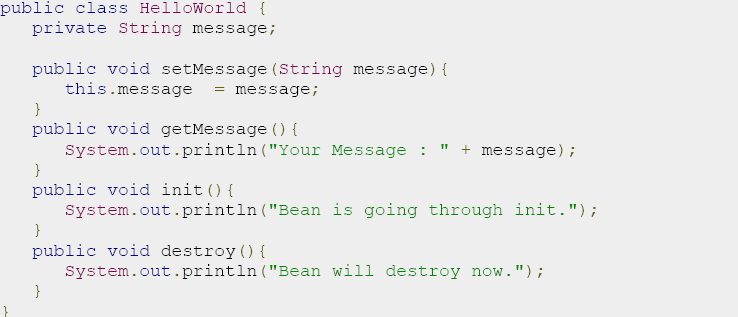 public class HelloWorld {
   private String message;

   public void setMessage(String message){
      this.message  = message;
   }
   public void getMessage(){
      System.out.println("Your Message : " + message);
   }
   public void init(){
      System.out.println("Bean is going through init.");
   }
   public void destroy(){
      System.out.println("Bean will destroy now.");
   }
}